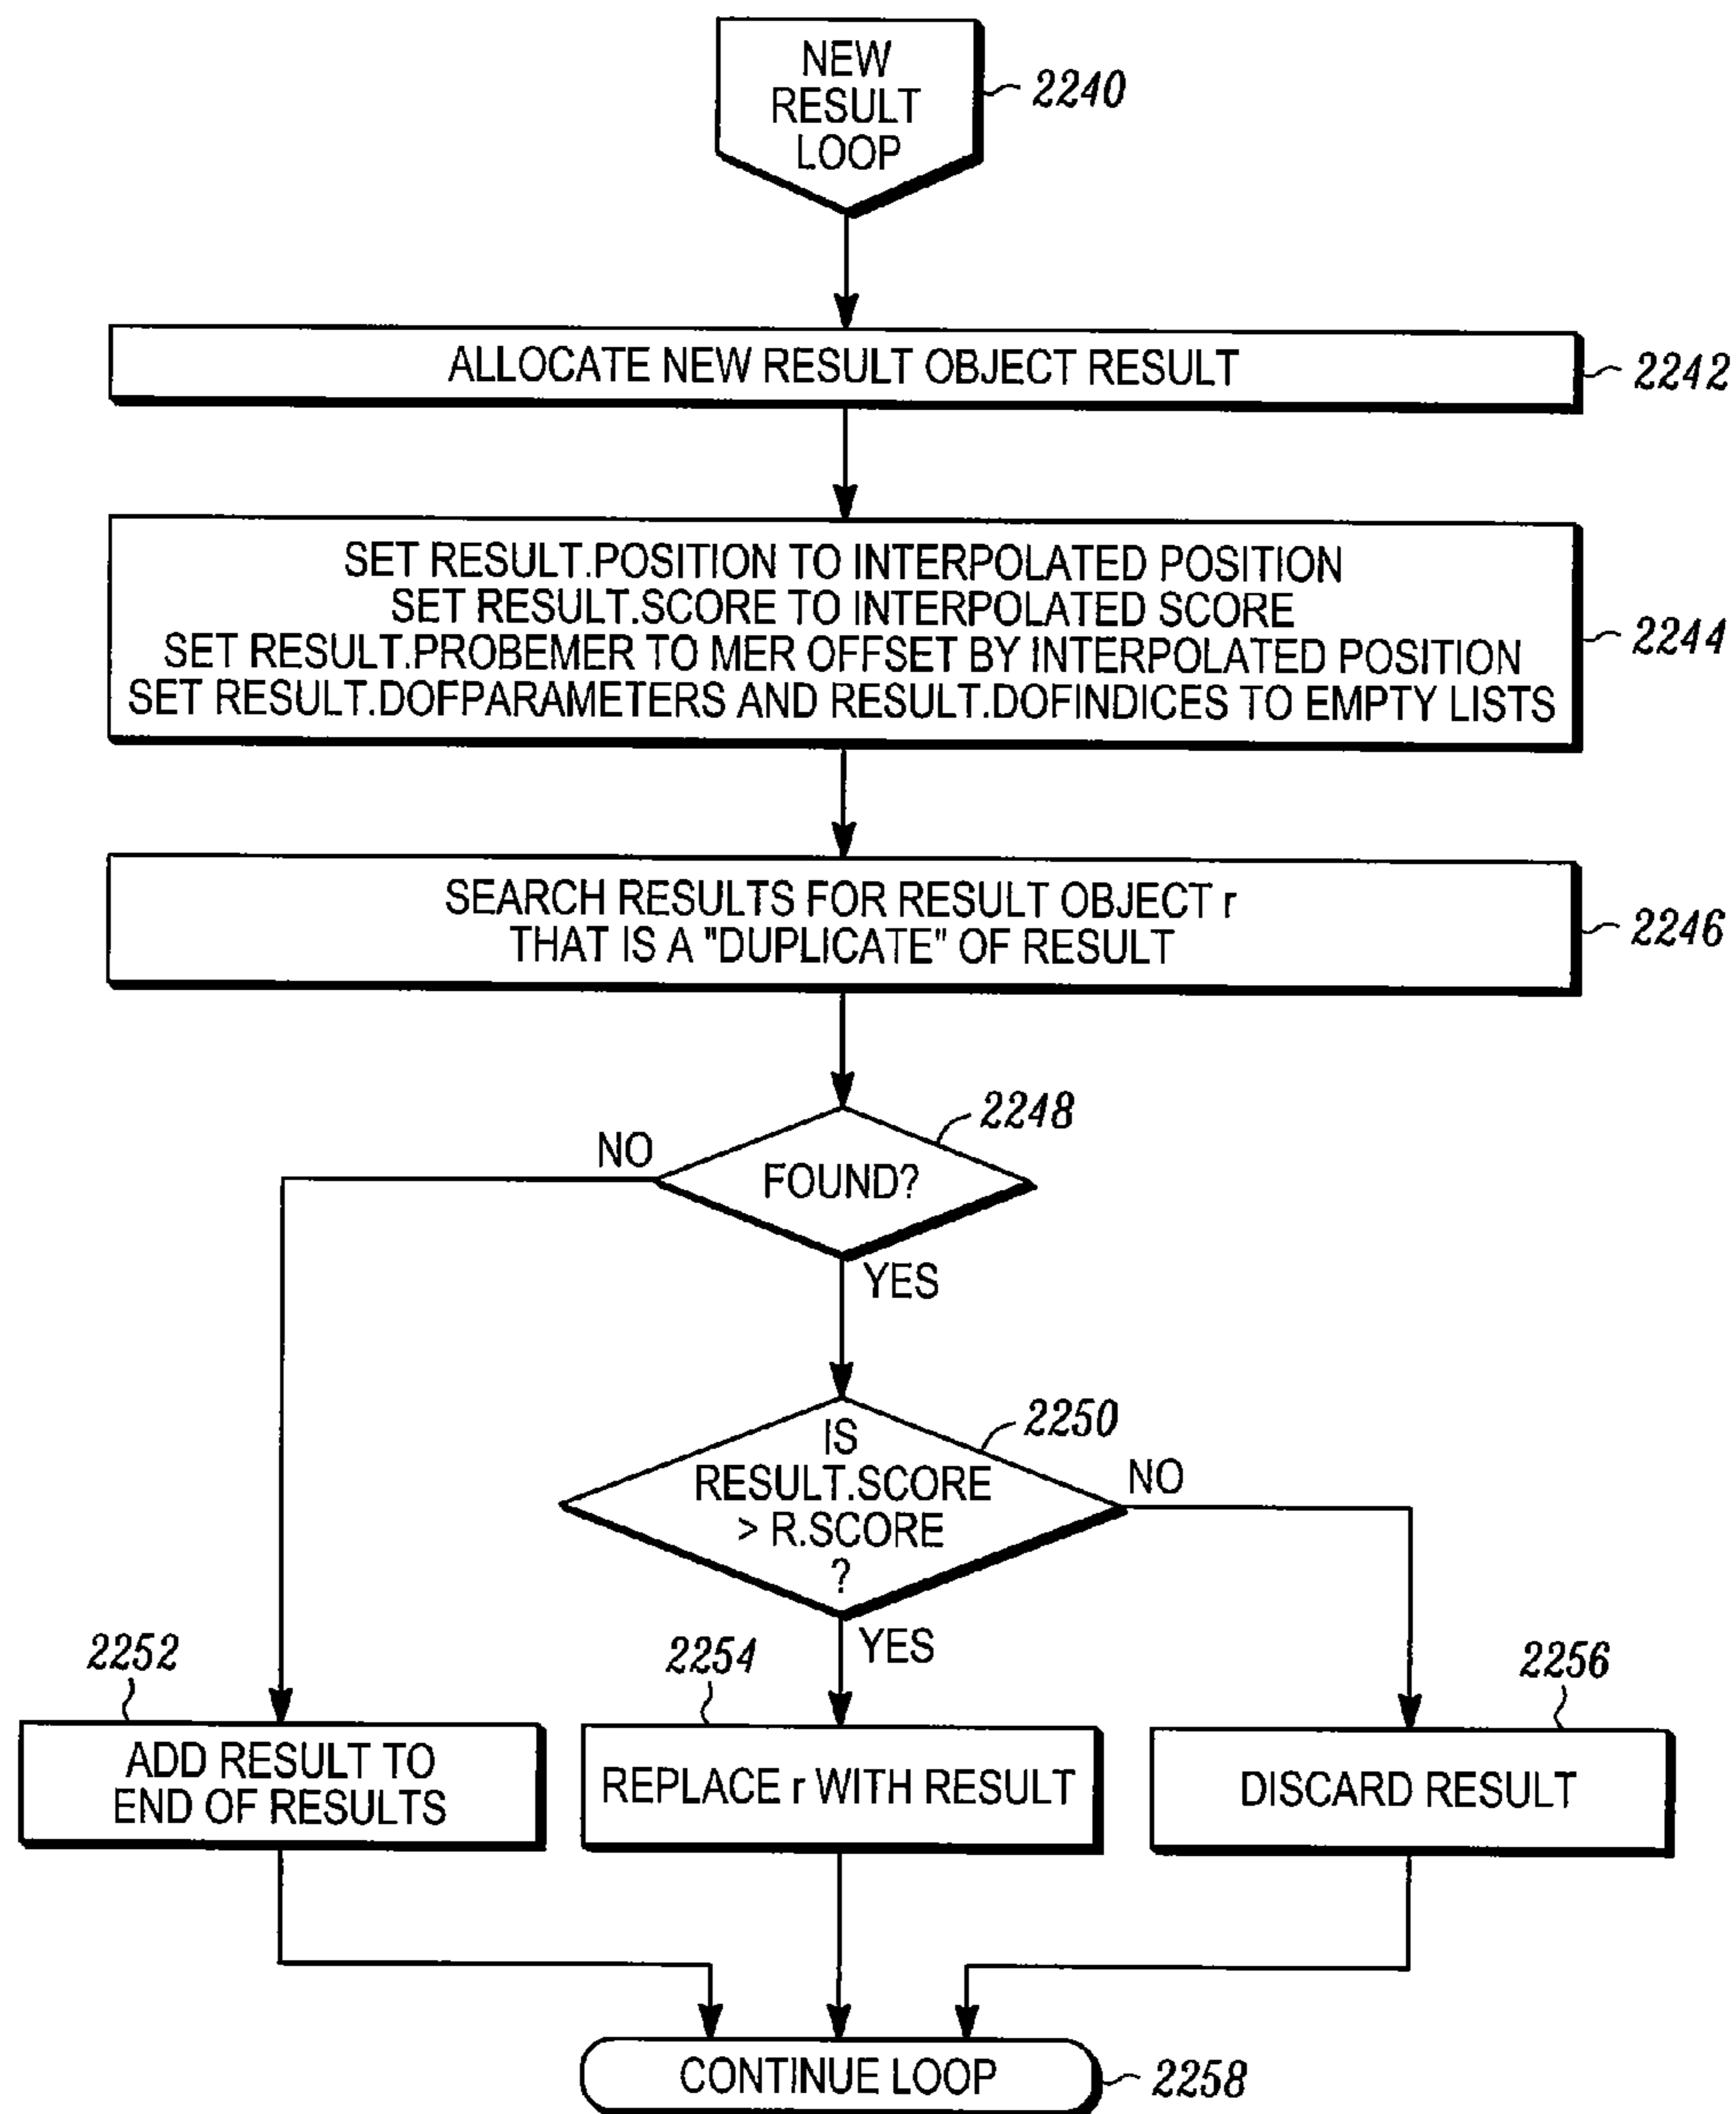 NEW
RESULT
LOOP
2240
ALLOCATE NEW RESULT OBJECT RESULT
2242
SET RESULT.POSITION TO INTERPOLATED POSITION
SET RESULT.SCORE TO INTERPOLATED SCORE
SET RESULT.PROBEMER TO MER OFFSET BY INTERPOLATED POSITION
SET RESULT.DOFPARAMETERS AND RESULT.DOFINDICES TO EMPTY LISTS
2244
SEARCH RESULTS FOR RESULT OBJECT r
THAT IS A "DUPLICATE" OF RESULT
2246
2248
NO
FOUND?
YES
2250
IS
RESULT.SCORE
> R.SCORE
?
NO
YES
2252
2254
2256
ADD RESULT TO
END OF RESULTS
REPLACE r WITH RESULT
DISCARD RESULT
CONTINUE LOOP
2258